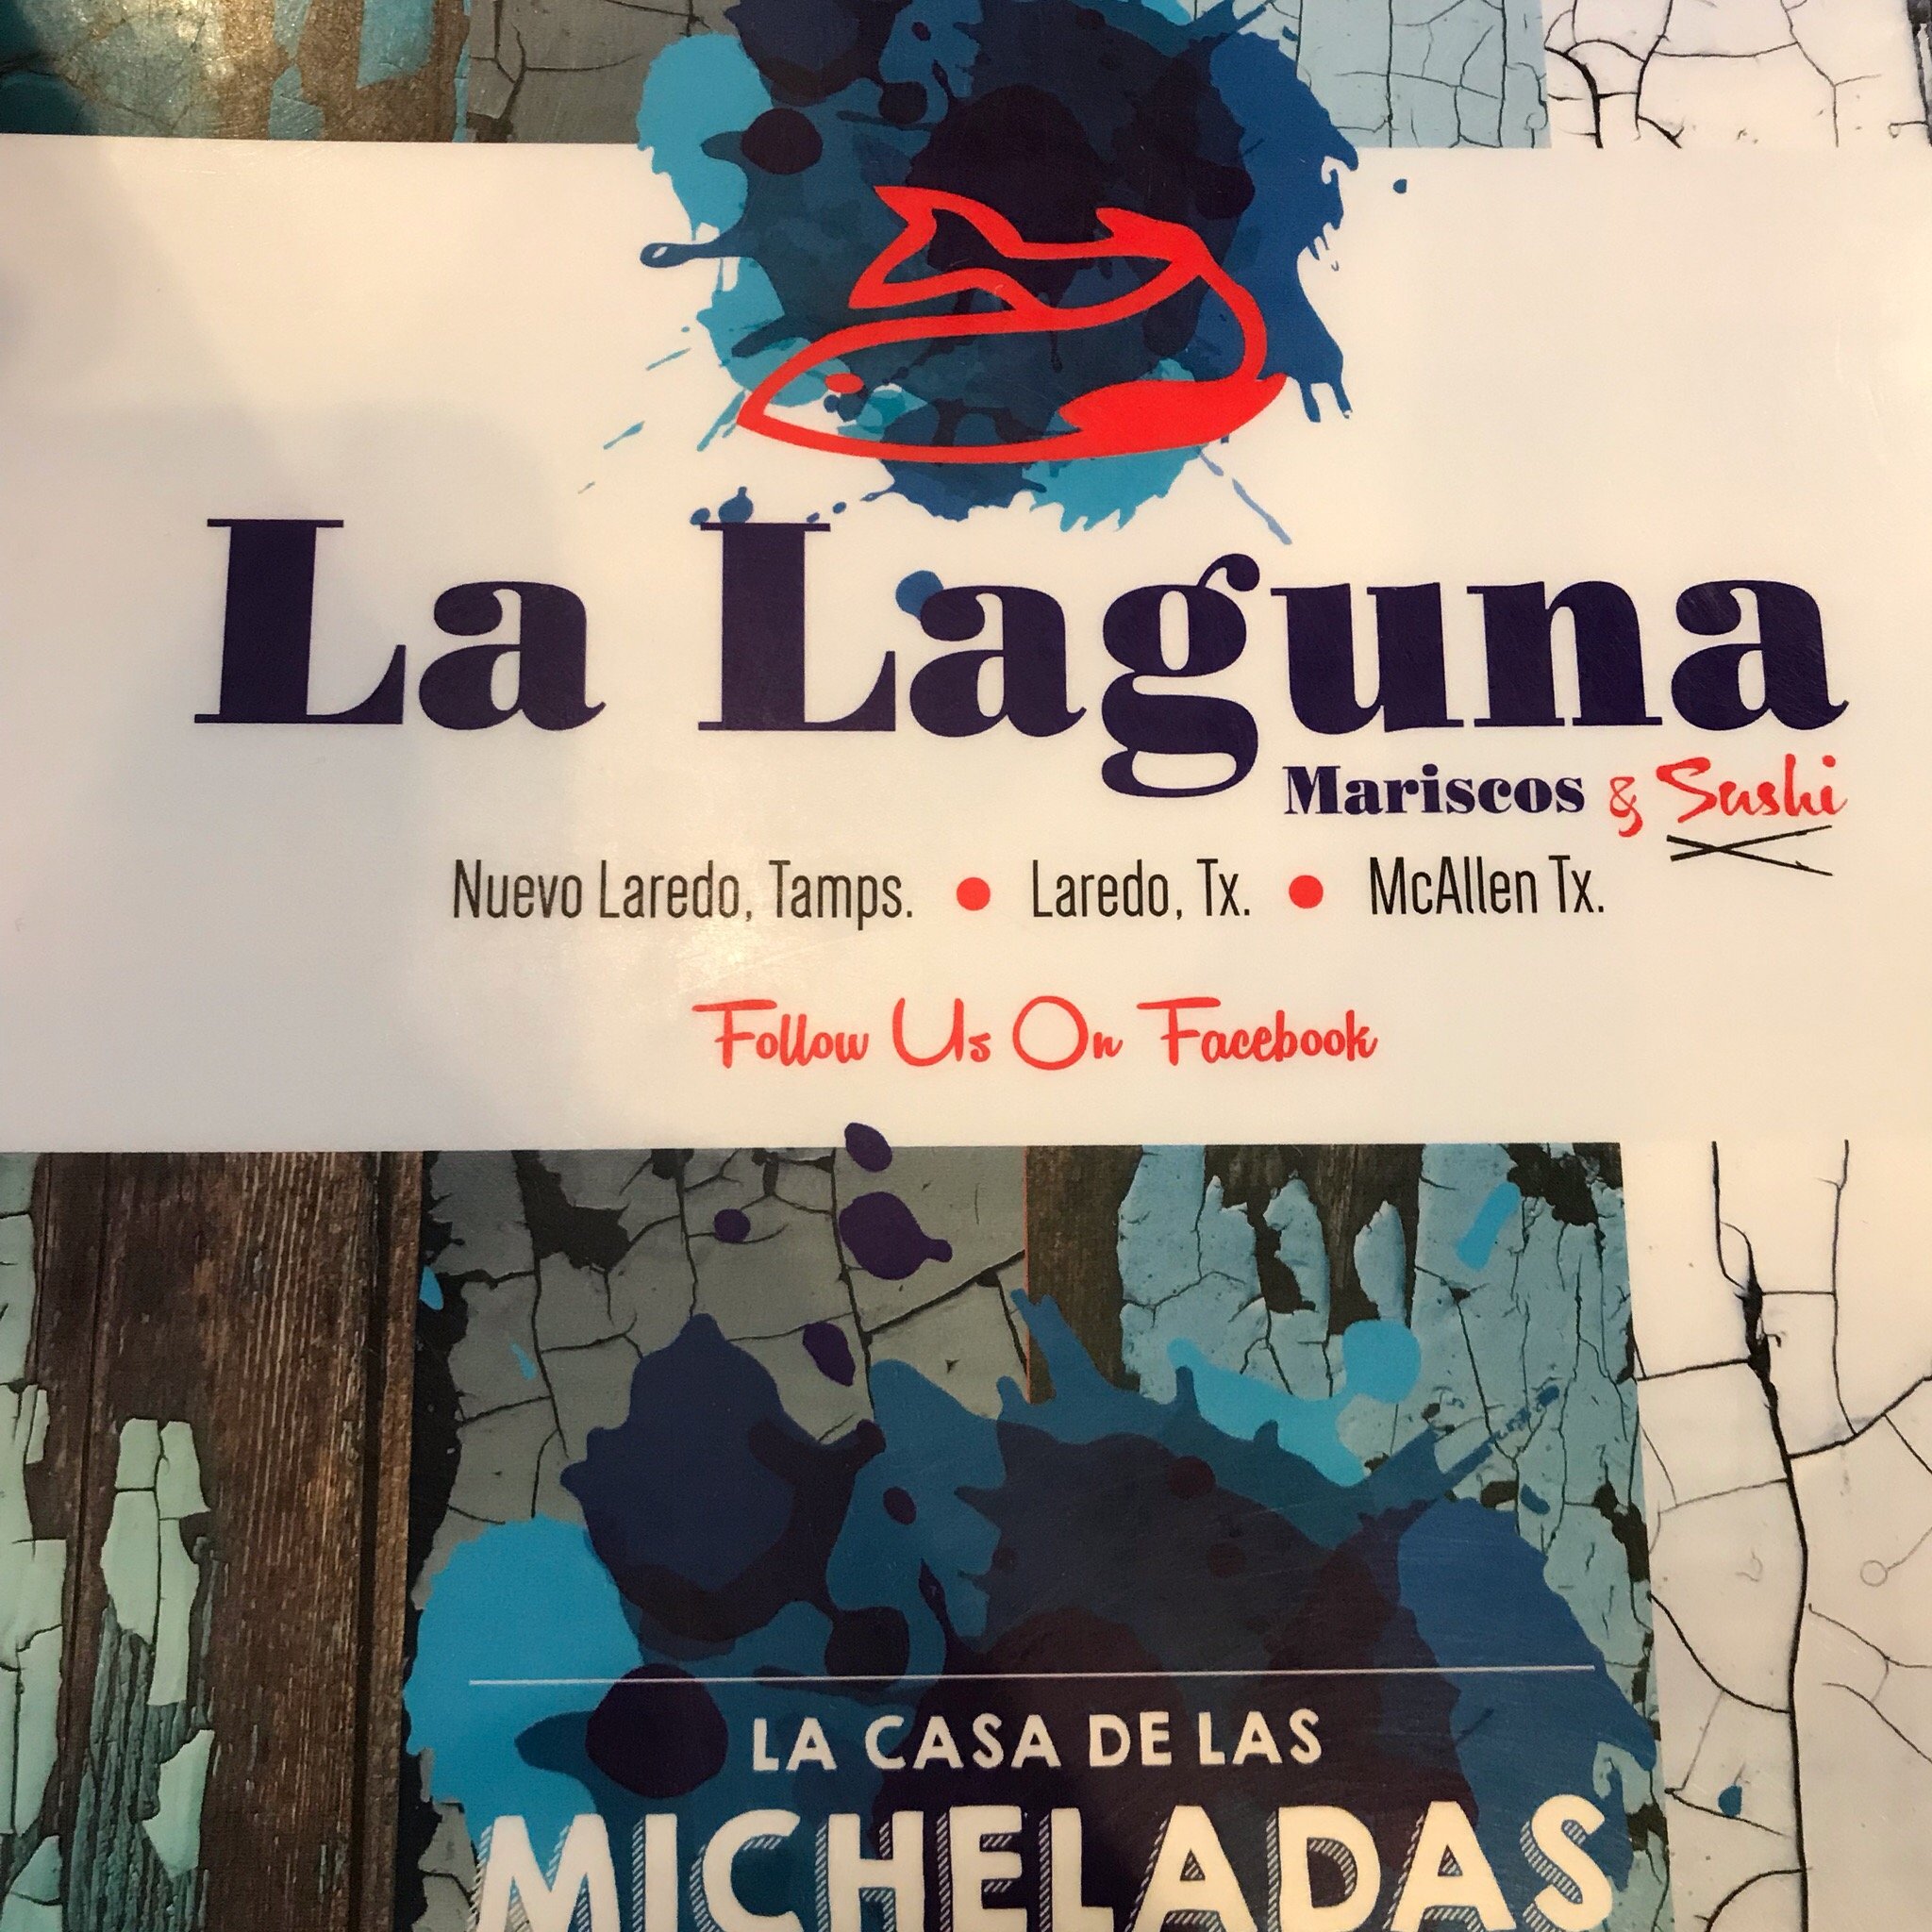 La Laguna
Mariscos & Sushi
Nuevo Laredo, Tamps. • Laredo, Tx. • McAllen Tx.
Follow Us On Facebook
LA CASA DE LAS
MICHELADAS